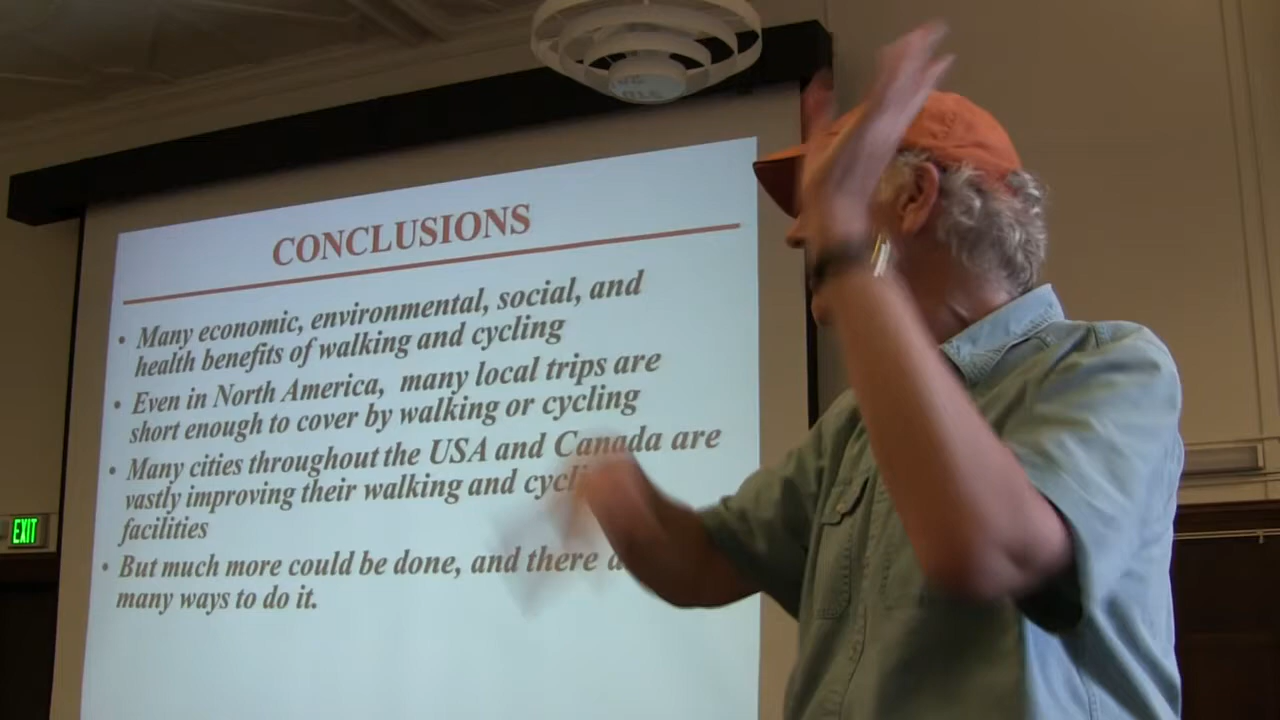 CONCLUSIONS
• Many economic, environmental, social, and
health benefits of walking and cycling
• Even in North America, many local trips are
short enough to cover by walking or cycling
• Many cities throughout the USA and Canada are
vastly improving their walking and
facilities
• But much more could be done, and there
many ways to do it.
EXIT